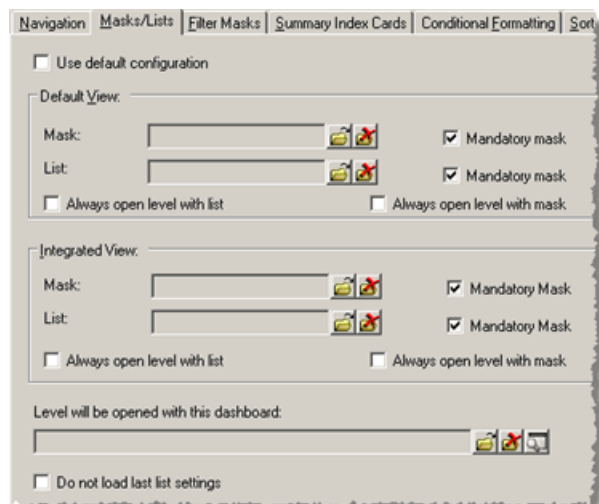 Navigation Masks/Lists Filter Masks Summary Index Cards Conditional Formatting Sort
Use default configuration
Default View:
Mask: Mandatory mask
List: Mandatory mask
Always open level with list Always open level with mask
Integrated View:
Mask: Mandatory Mask
List: Mandatory Mask
Always open level with list Always open level with mask
Level will be opened with this dashboard:
Do not load last list settings